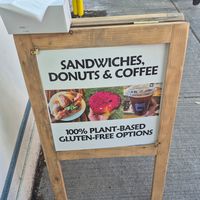 SANDWICHES,
DONUTS & COFFEE
100% PLANT-BASED
GLUTEN-FREE OPTIONS